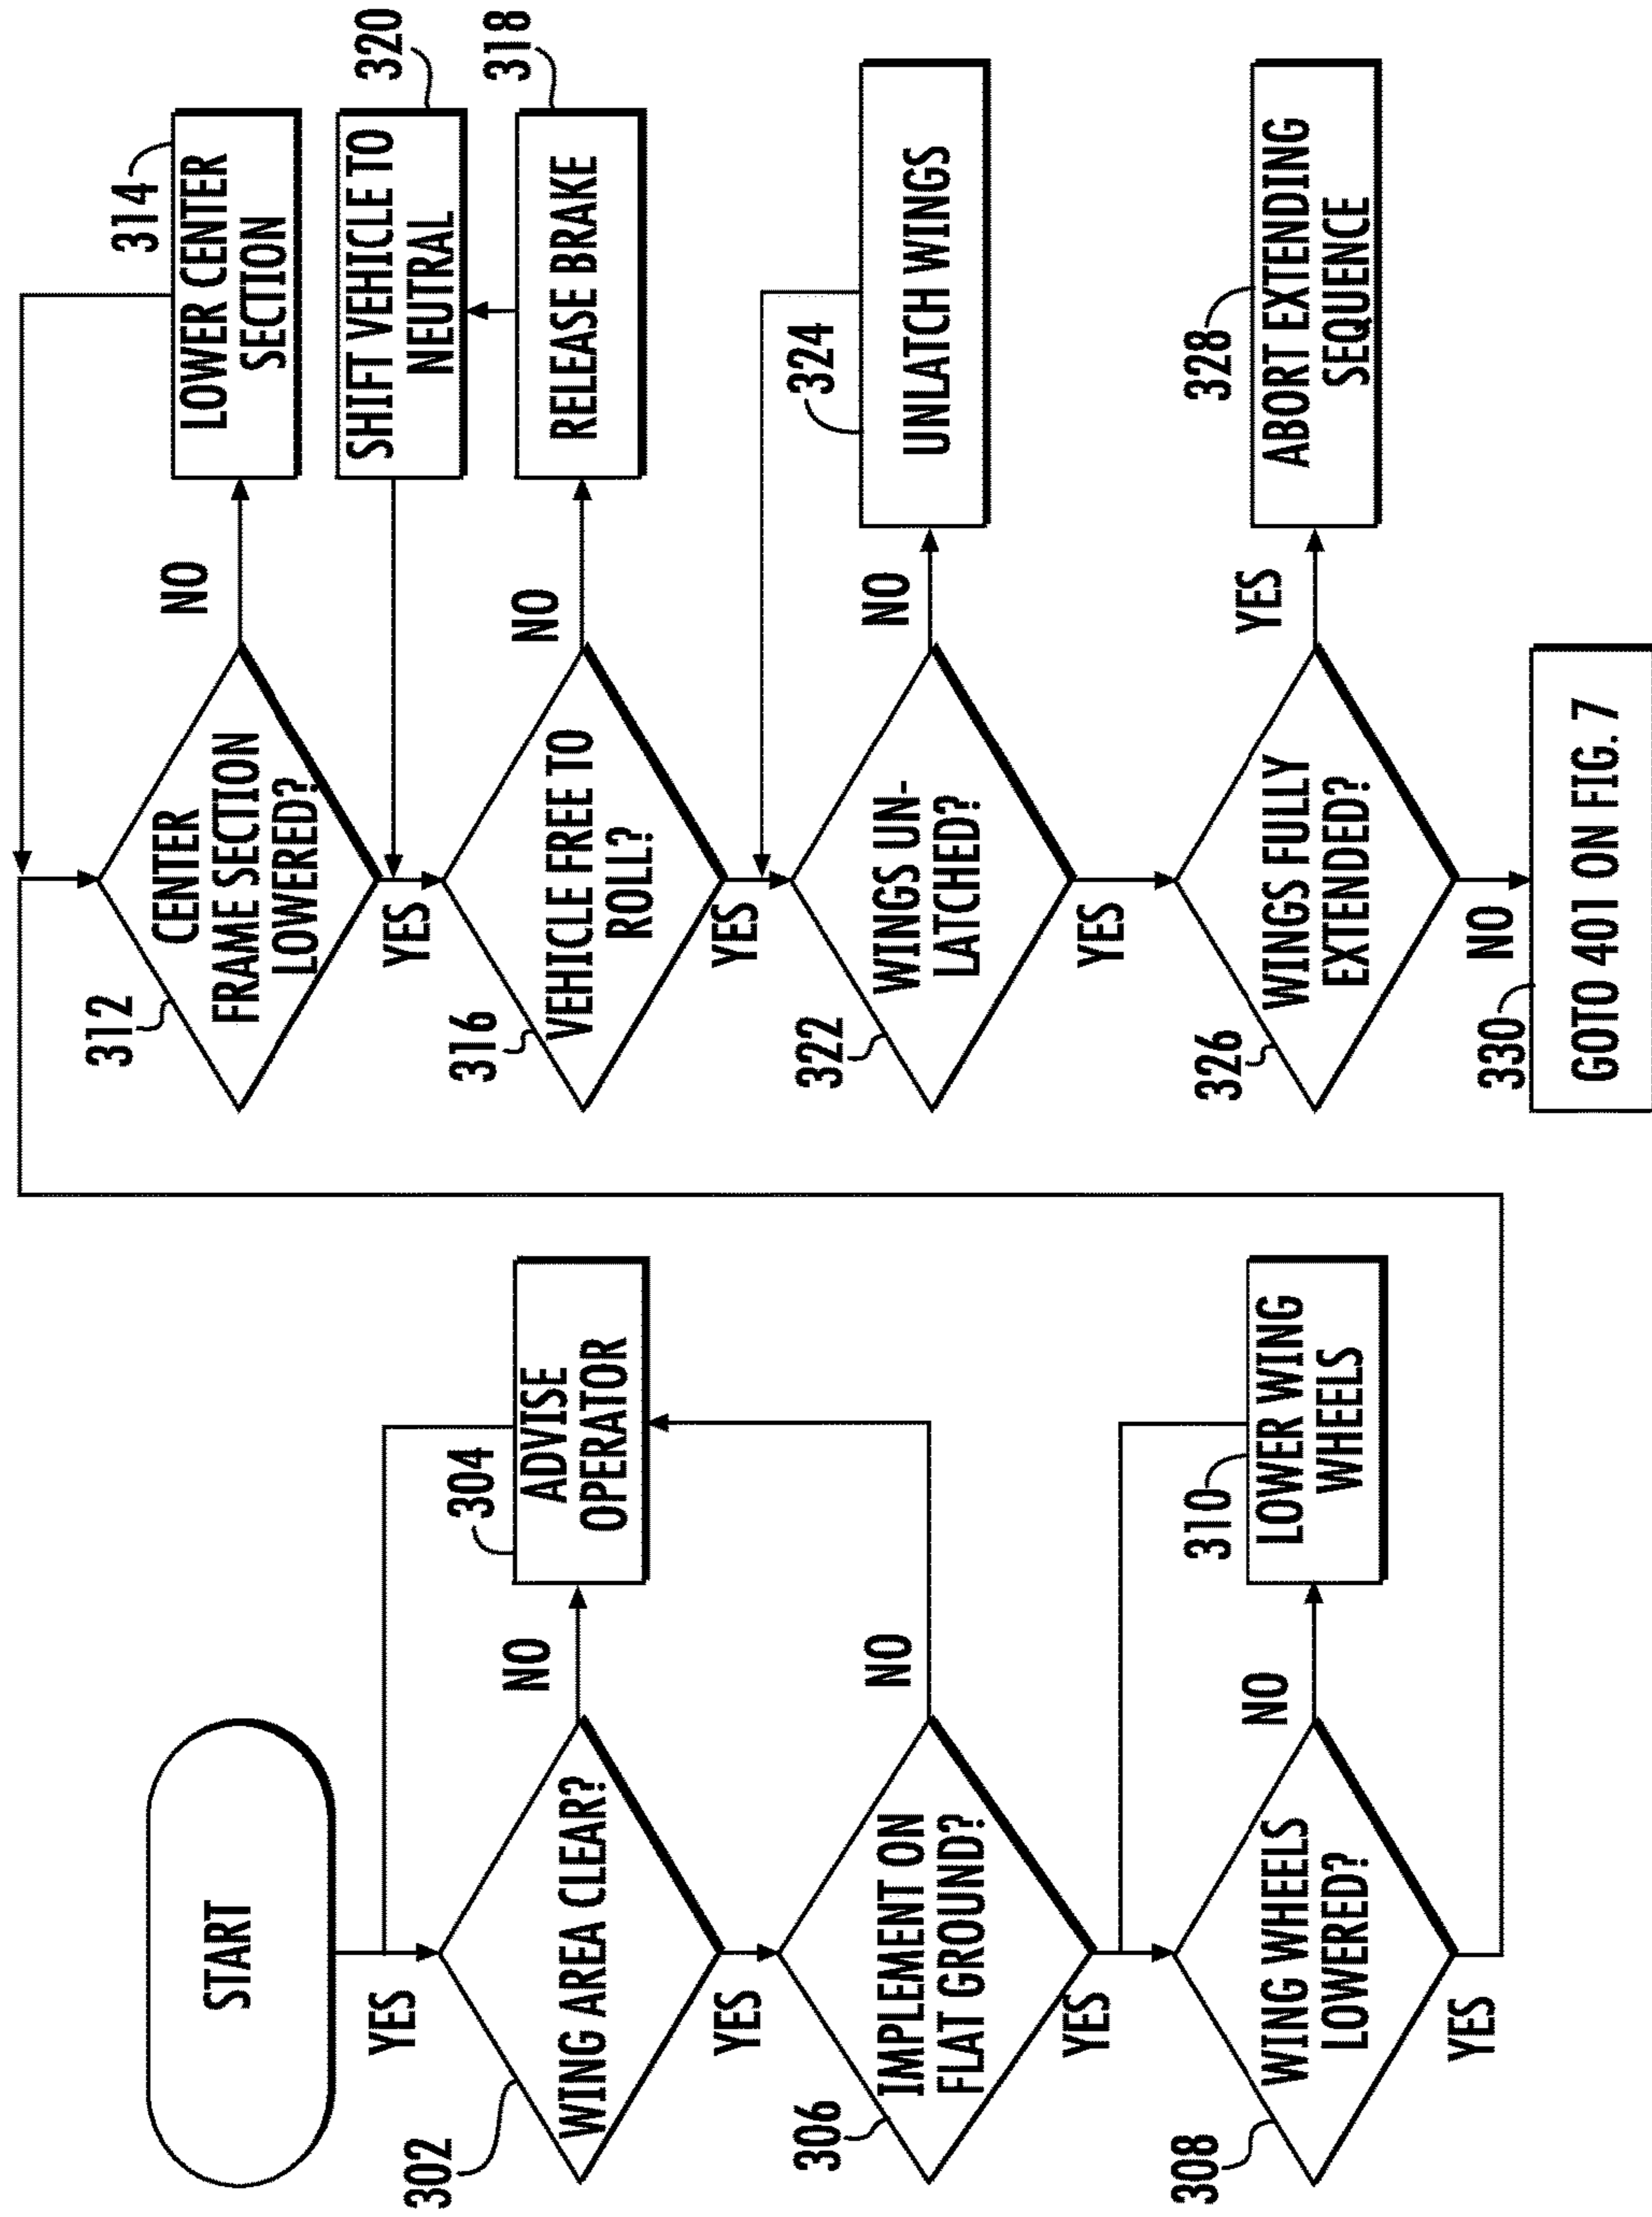 START
YES
302
WING AREA CLEAR?
NO
304
ADVISE
OPERATOR
YES
306
IMPLEMENT ON
FLAT GROUND?
NO
YES
308
WING WHEELS
LOWERED?
NO
310
LOWER WING
WHEELS
YES
312
CENTER
FRAME SECTION
LOWERED?
NO
314
LOWER CENTER
SECTION
YES
320
SHIFT VEHICLE TO
NEUTRAL
316
VEHICLE FREE TO
ROLL?
NO
318
RELEASE BRAKE
YES
322
WINGS UN-
LATCHED?
NO
324
UNLATCH WINGS
YES
326
WINGS FULLY
EXTENDED?
YES
328
ABORT EXTENDING
SEQUENCE
NO
330
GOTO 401 ON FIG. 7